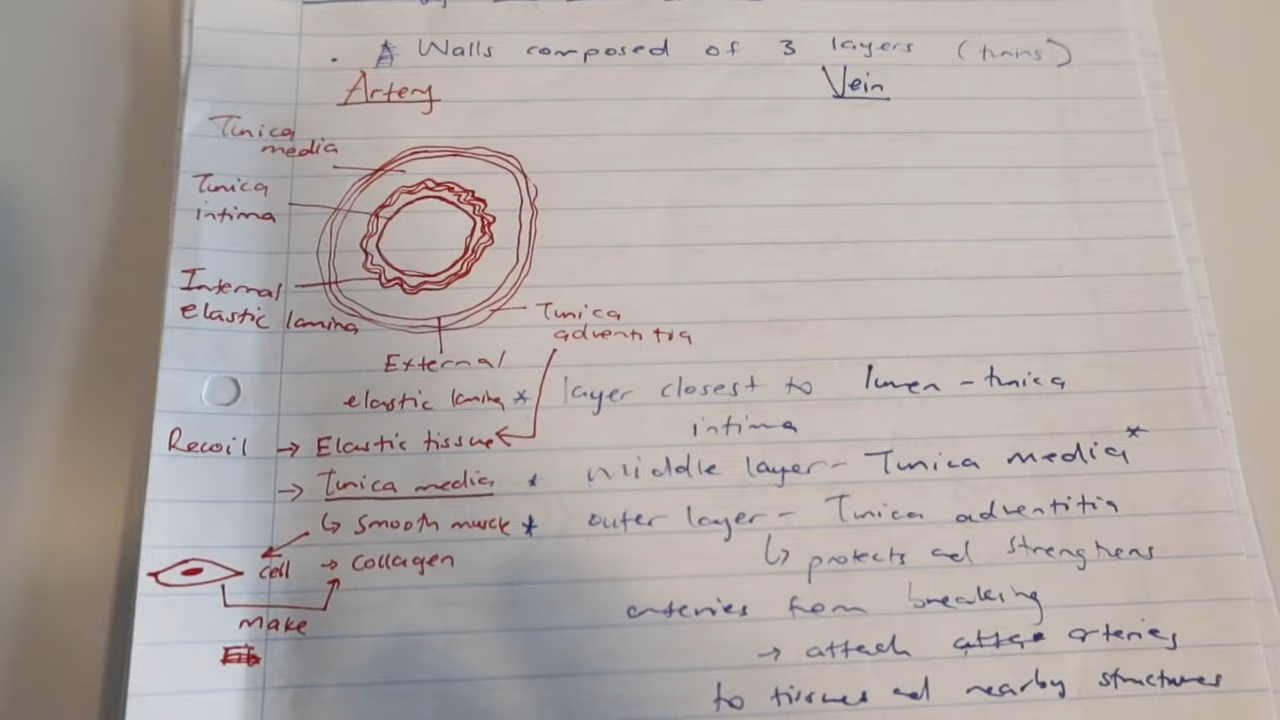 Walls composed of 3 layers (tunins)
Artery
Vein
Tunica
media
Tunica
intima
Internal
elastic lamina
Tunica
adventitia
External
elastic lamina
* layer closest to lumen - tunica
intima
Recoil → Elastic tissue
→ Tunica media
* middle layer - Tunica media*
↳ smooth muscle
* outer layer - Tunica adventitia
↳ protects and strengthens
arteries from breaking
cell → collagen
make
→ attach arteries
to tissues and nearby structures